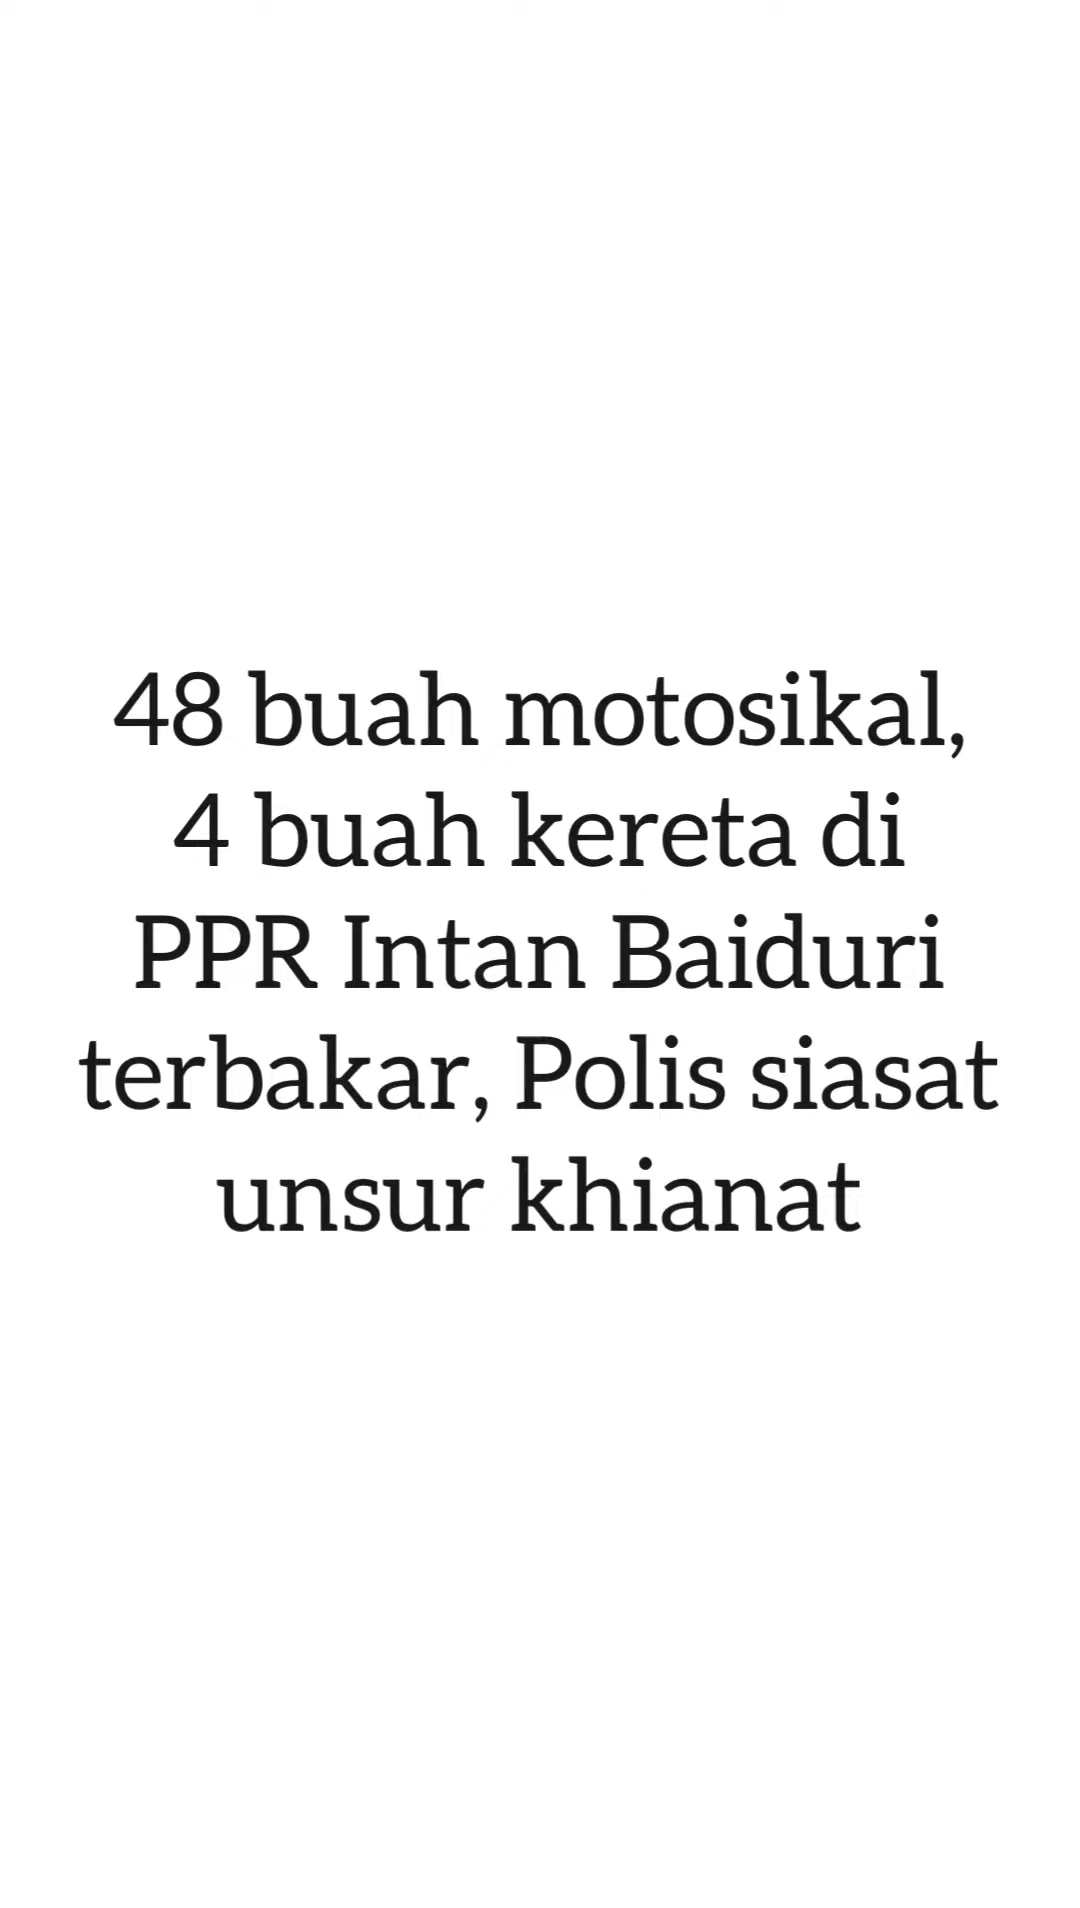 48 buah motosikal,
4 buah kereta di
PPR Intan Baiduri
terbakar, Polis siasat
unsur khianat